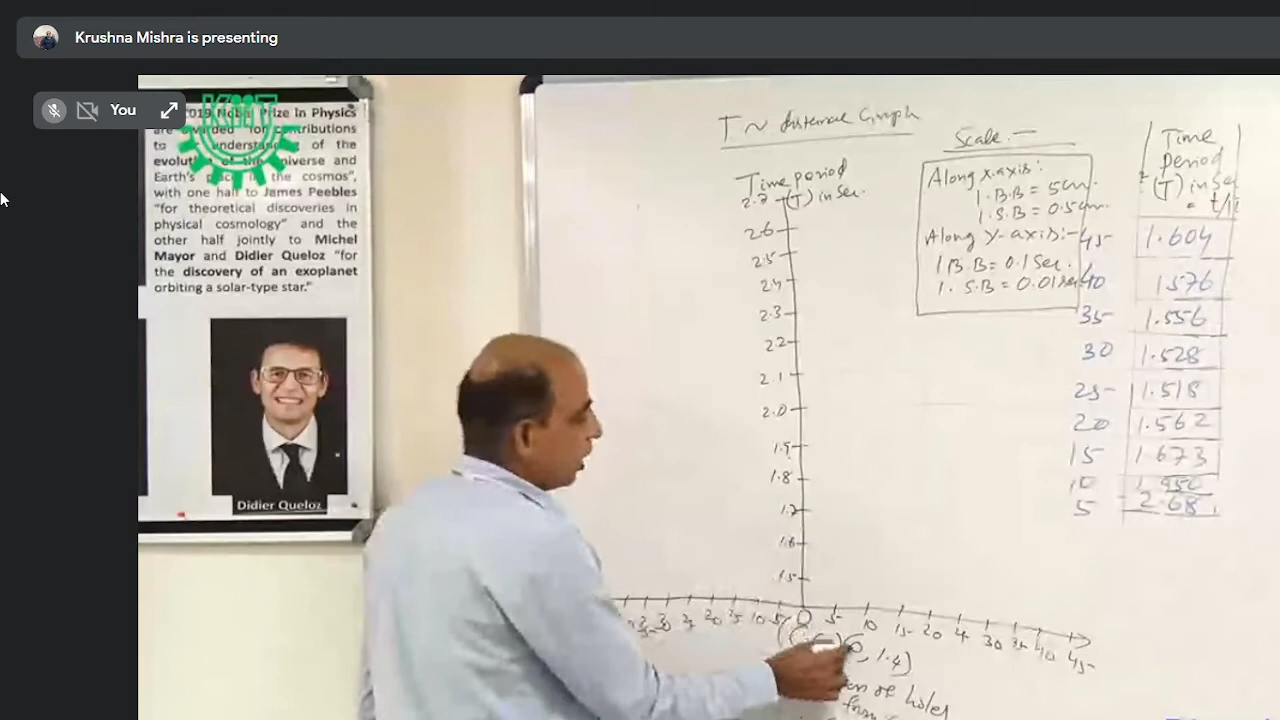 Krushna Mishra is presenting
You
KiiT
2019 Nobel Prize in Physics
are awarded "for contributions
to understanding of the
evolution of the universe and
Earth's place in the cosmos",
with one half to James Peebles
"for theoretical discoveries in
physical cosmology" and the
other half jointly to Michel
Mayor and Didier Queloz "for
the discovery of an exoplanet
orbiting a solar-type star."
Didier Queloz
T ~ distance Graph
Time period
(T) in Sec.
2.7
2.6
2.5
2.4
2.3
2.2
2.1
2.0
1.9
1.8
1.7
1.6
1.5
30 25 20 15 10 5 0 5 10 15 20 30 35 40 45
, 1.4)
of holes
from
Scale :-
Along x-axis :
1.B.B = 5cm.
1.S.B = 0.5cm.
Along Y-axis:-
1B.B = 0.1 Sec.
1. S.B = 0.01 sec
Time
Period
(T) in Sec
45 1.604
40 1.576
35 1.556
30 1.528
25 1.518
20 1.562
15 1.673
10 1.950
5 2.68